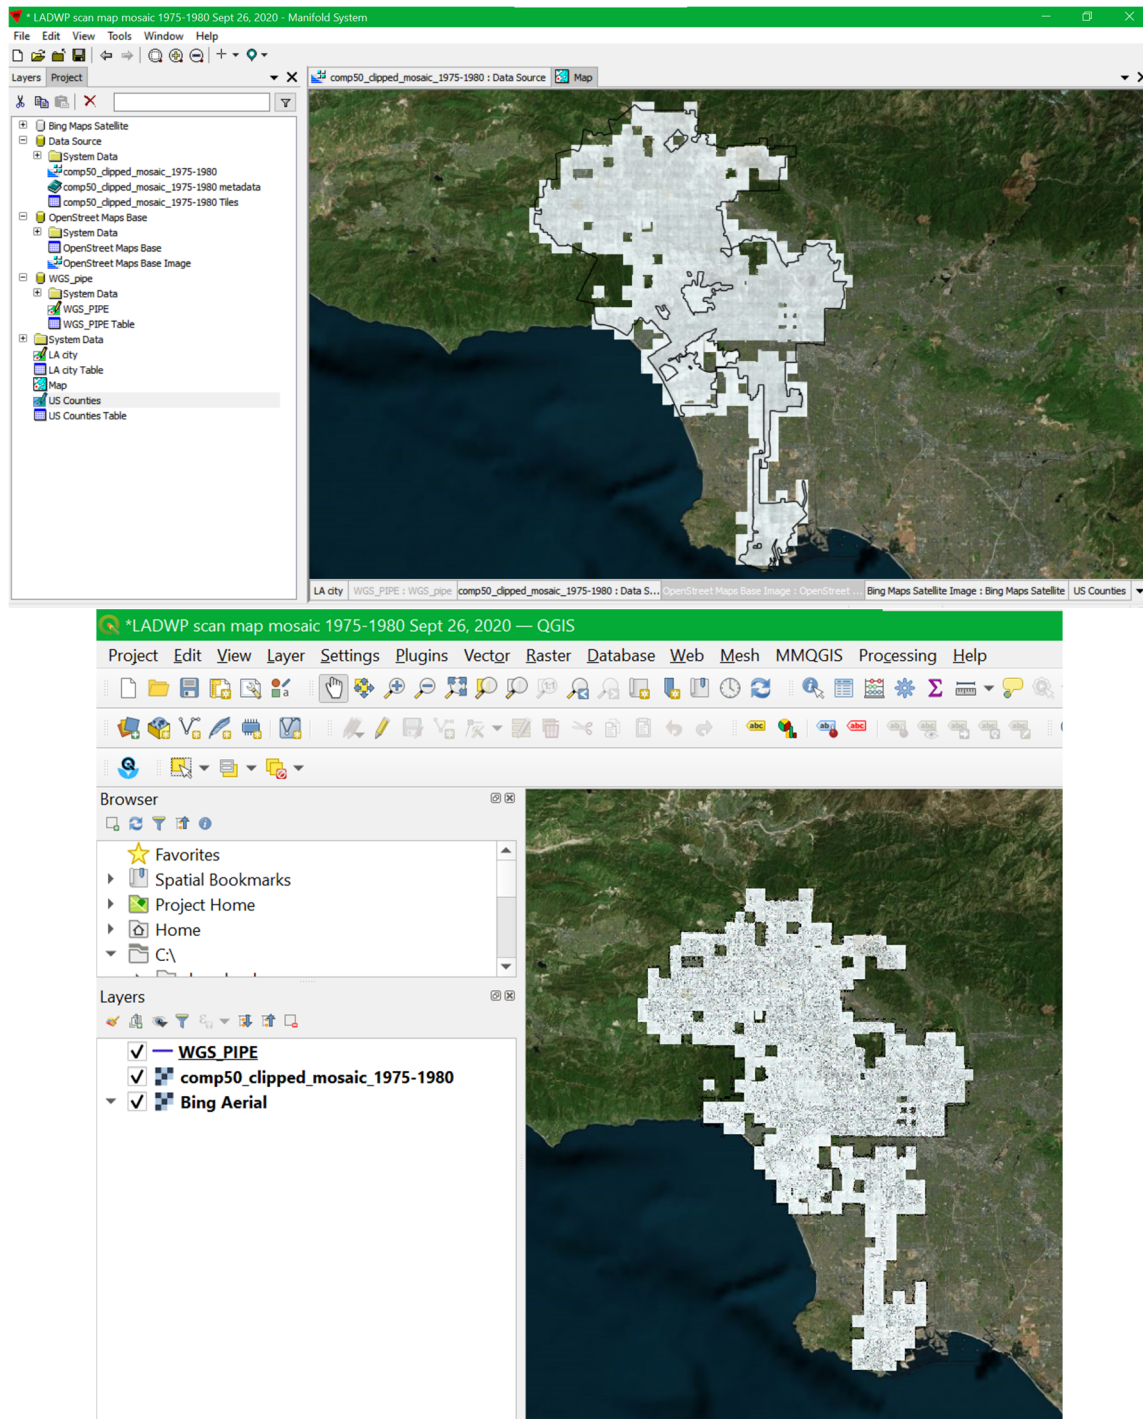 * LADWP scan map mosaic 1975-1980 Sept 26, 2020 - Manifold System
File Edit View Tools Window Help
Layers Project
comp50_clipped_mosaic_1975-1980 : Data Source Map
Bing Maps Satellite
Data Source
System Data
comp50_clipped_mosaic_1975-1980
comp50_clipped_mosaic_1975-1980 metadata
comp50_clipped_mosaic_1975-1980 Tiles
OpenStreet Maps Base
System Data
OpenStreet Maps Base
OpenStreet Maps Base Image
WGS_pipe
System Data
WGS_PIPE
WGS_PIPE Table
System Data
LA city
LA city Table
Map
US Counties
US Counties Table
LA city WGS_PIPE : WGS_pipe comp50_clipped_mosaic_1975-1980 : Data S... OpenStreet Maps Base Image : OpenStreet ... Bing Maps Satellite Image : Bing Maps Satellite US Counties
*LADWP scan map mosaic 1975-1980 Sept 26, 2020 — QGIS
Project Edit View Layer Settings Plugins Vector Raster Database Web Mesh MMQGIS Processing Help
abc abc abc
Browser
Favorites
Spatial Bookmarks
Project Home
Home
C:\
Layers
WGS_PIPE
comp50_clipped_mosaic_1975-1980
Bing Aerial